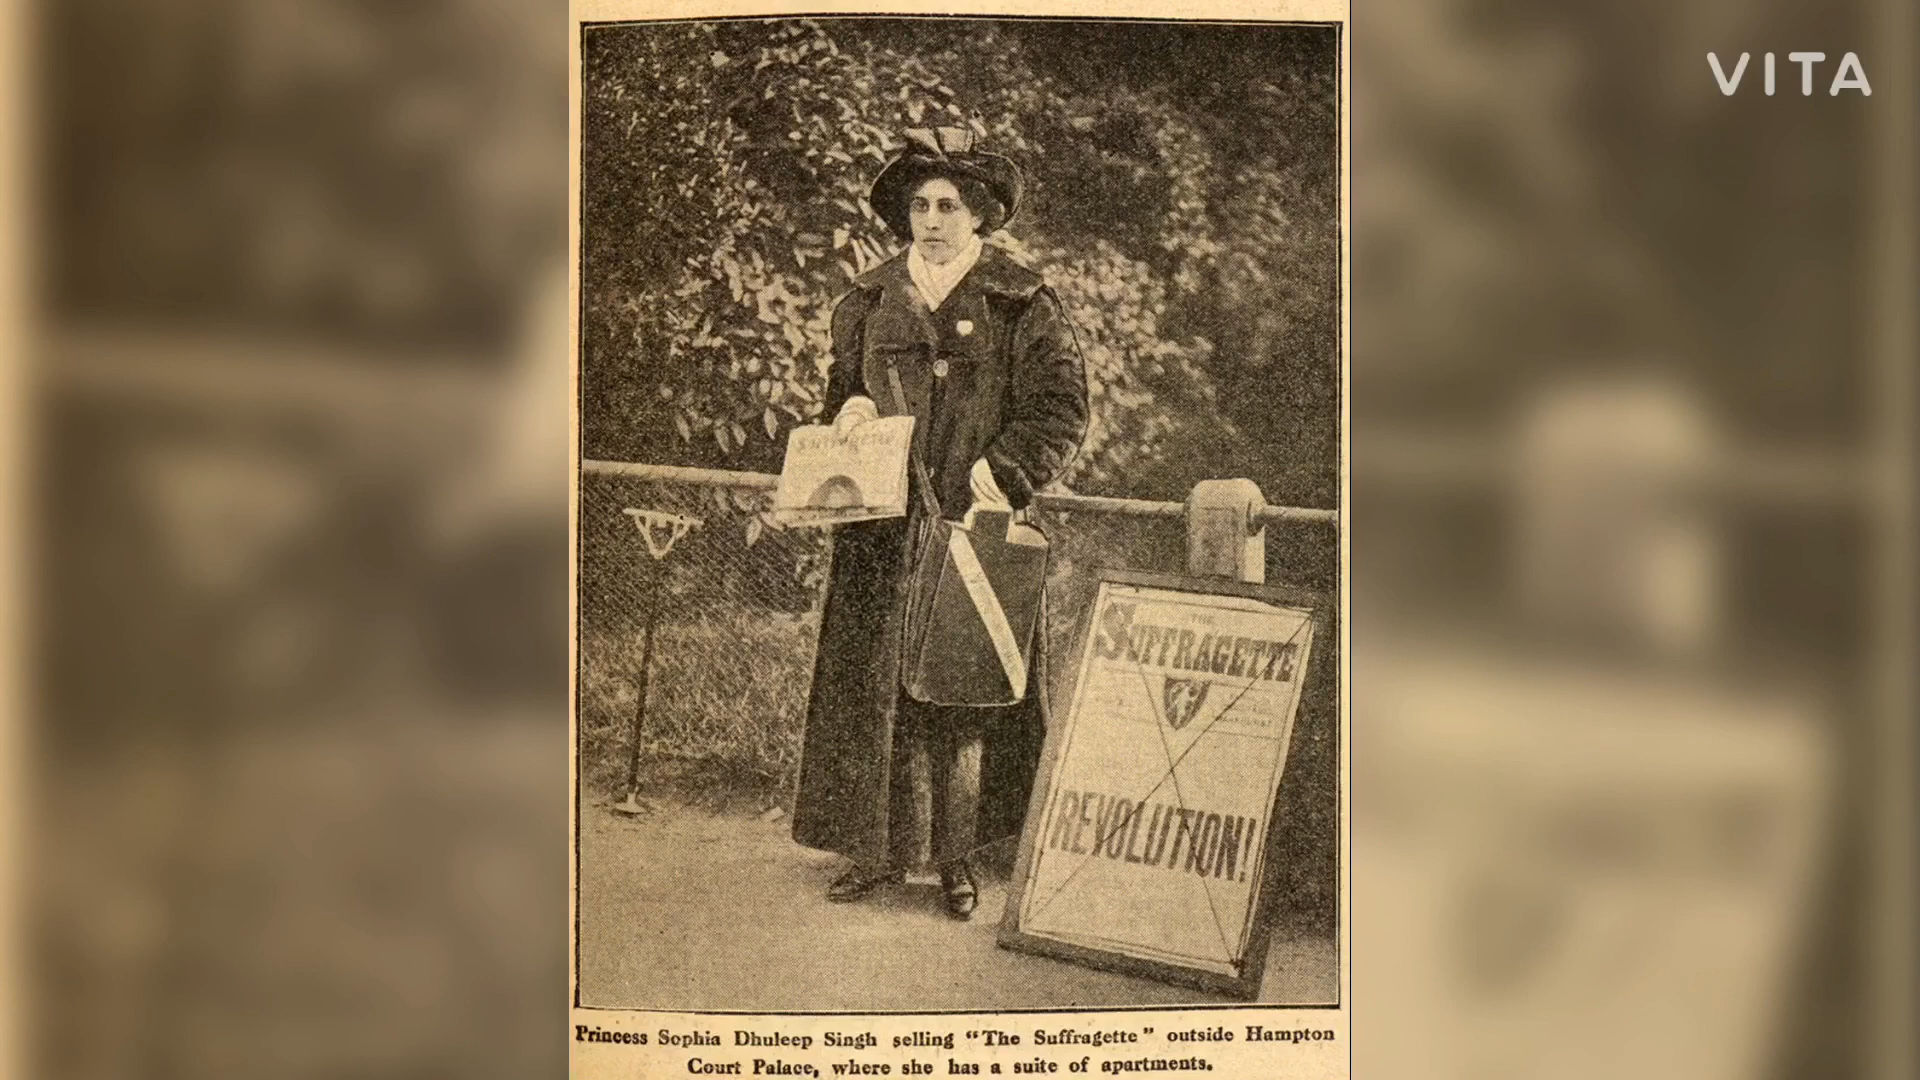 VITA
Suffragette
THE
SUFFRAGETTE
REVOLUTION!
Princess Sophia Dhuleep Singh selling "The Suffragette" outside Hampton
Court Palace, where she has a suite of apartments.